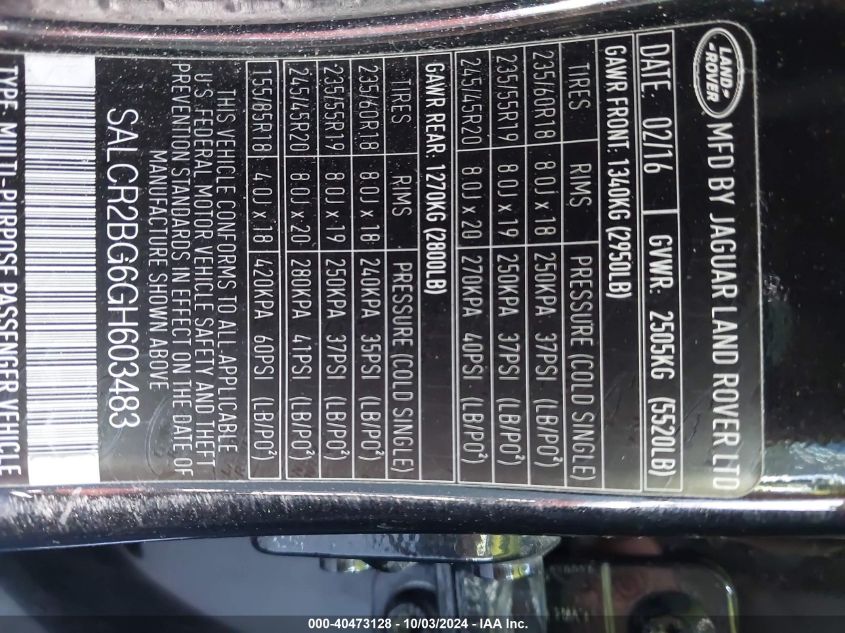 LAND ROVER
MFD BY JAGUAR LAND ROVER LTD
DATE: 02/16 GVWR: 2505KG (5520LB)
GAWR FRONT: 1340KG (2950LB)
TIRES RIMS PRESSURE (COLD SINGLE)
235/60R18 8.0J x 18 250KPA 37PSI (LB/PO²)
235/55R19 8.0J x 19 250KPA 37PSI (LB/PO²)
245/45R20 8.0J x 20 270KPA 40PSI (LB/PO²)
GAWR REAR: 1270KG (2800LB)
TIRES RIMS PRESSURE (COLD SINGLE)
235/60R18 8.0J x 18 240KPA 35PSI (LB/PO²)
235/55R19 8.0J x 19 250KPA 37PSI (LB/PO²)
245/45R20 8.0J x 20 280KPA 41PSI (LB/PO²)
155/85R18 4.0J x 18 420KPA 60PSI (LB/PO²)
THIS VEHICLE CONFORMS TO ALL APPLICABLE
U.S. FEDERAL MOTOR VEHICLE SAFETY AND THEFT
PREVENTION STANDARDS IN EFFECT ON THE DATE OF
MANUFACTURE SHOWN ABOVE
SALCR2BG6GH603483
TYPE: MULTI-PURPOSE PASSENGER VEHICLE
000-40473128 - 10/03/2024 - IAA Inc.